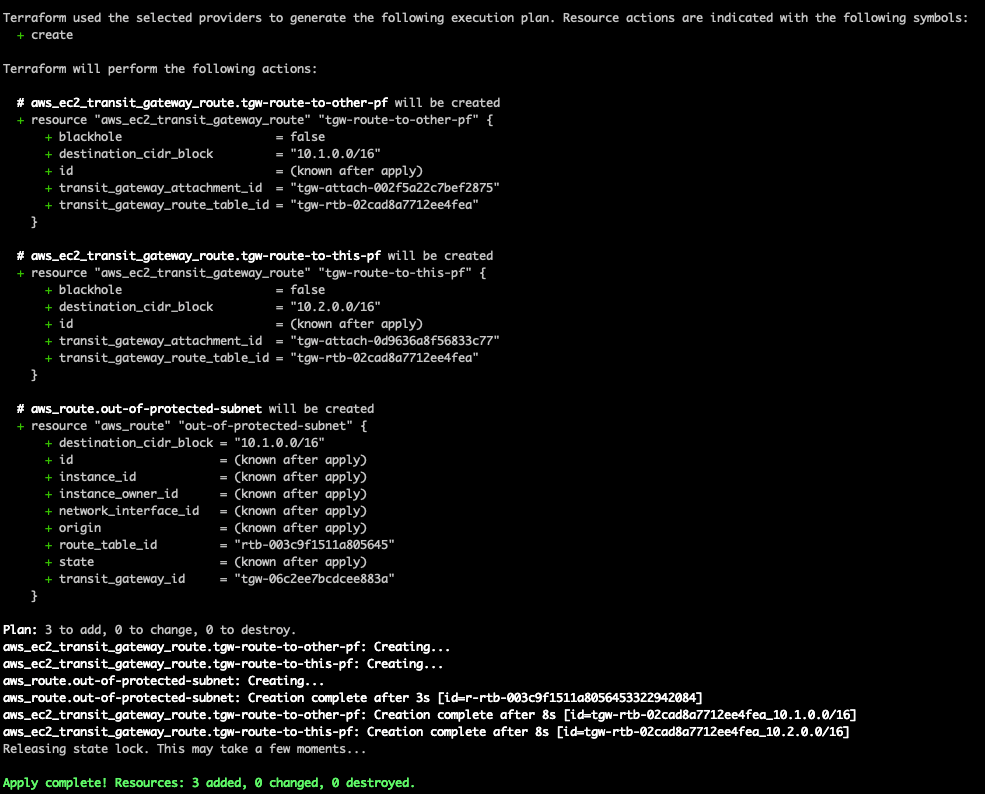 Terraform used the selected providers to generate the following execution plan. Resource actions are indicated with the following symbols:
+ create
Terraform will perform the following actions:
# aws_ec2_transit_gateway_route.tgw-route-to-other-pf will be created
+ resource "aws_ec2_transit_gateway_route" "tgw-route-to-other-pf" {
+ blackhole = false
+ destination_cidr_block = "10.1.0.0/16"
+ id = (known after apply)
+ transit_gateway_attachment_id = "tgw-attach-002f5a22c7bef2875"
+ transit_gateway_route_table_id = "tgw-rtb-02cad8a7712ee4fea"
}
# aws_ec2_transit_gateway_route.tgw-route-to-this-pf will be created
+ resource "aws_ec2_transit_gateway_route" "tgw-route-to-this-pf" {
+ blackhole = false
+ destination_cidr_block = "10.2.0.0/16"
+ id = (known after apply)
+ transit_gateway_attachment_id = "tgw-attach-0d9636a8f56833c77"
+ transit_gateway_route_table_id = "tgw-rtb-02cad8a7712ee4fea"
}
# aws_route.out-of-protected-subnet will be created
+ resource "aws_route" "out-of-protected-subnet" {
+ destination_cidr_block = "10.1.0.0/16"
+ id = (known after apply)
+ instance_id = (known after apply)
+ instance_owner_id = (known after apply)
+ network_interface_id = (known after apply)
+ origin = (known after apply)
+ route_table_id = "rtb-003c9f1511a805645"
+ state = (known after apply)
+ transit_gateway_id = "tgw-06c2ee7bcdcee883a"
}
Plan: 3 to add, 0 to change, 0 to destroy.
aws_ec2_transit_gateway_route.tgw-route-to-other-pf: Creating...
aws_ec2_transit_gateway_route.tgw-route-to-this-pf: Creating...
aws_route.out-of-protected-subnet: Creating...
aws_route.out-of-protected-subnet: Creation complete after 3s [id=r-rtb-003c9f1511a8056453322942084]
aws_ec2_transit_gateway_route.tgw-route-to-other-pf: Creation complete after 8s [id=tgw-rtb-02cad8a7712ee4fea_10.1.0.0/16]
aws_ec2_transit_gateway_route.tgw-route-to-this-pf: Creation complete after 8s [id=tgw-rtb-02cad8a7712ee4fea_10.2.0.0/16]
Releasing state lock. This may take a few moments...
Apply complete! Resources: 3 added, 0 changed, 0 destroyed.